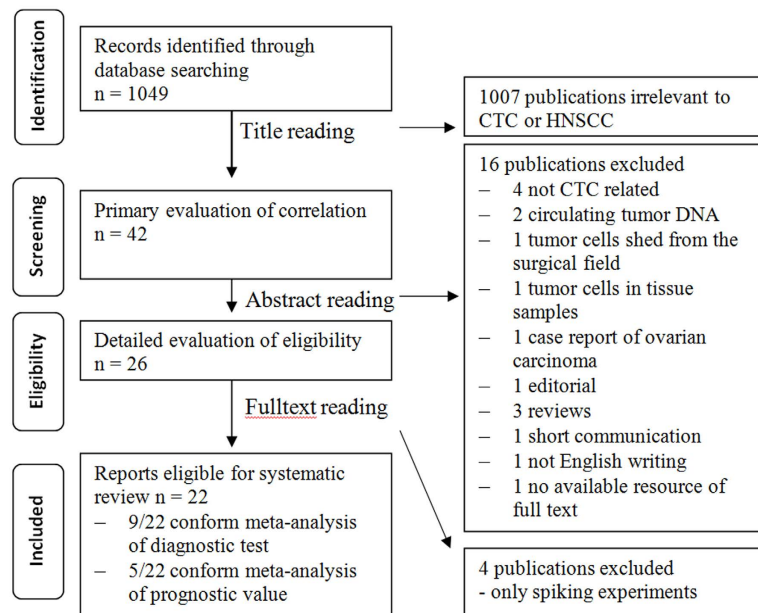 Identification
Records identified through
database searching
n = 1049
Title reading
1007 publications irrelevant to
CTC or HNSCC
Screening
Primary evaluation of correlation
n = 42
Abstract reading
16 publications excluded
– 4 not CTC related
– 2 circulating tumor DNA
– 1 tumor cells shed from the
surgical field
– 1 tumor cells in tissue
samples
– 1 case report of ovarian
carcinoma
– 1 editorial
– 3 reviews
– 1 short communication
– 1 not English writing
– 1 no available resource of
full text
Eligibility
Detailed evaluation of eligibility
n = 26
Fulltext reading
4 publications excluded
- only spiking experiments
Included
Reports eligible for systematic
review n = 22
– 9/22 conform meta-analysis
of diagnostic test
– 5/22 conform meta-analysis
of prognostic value